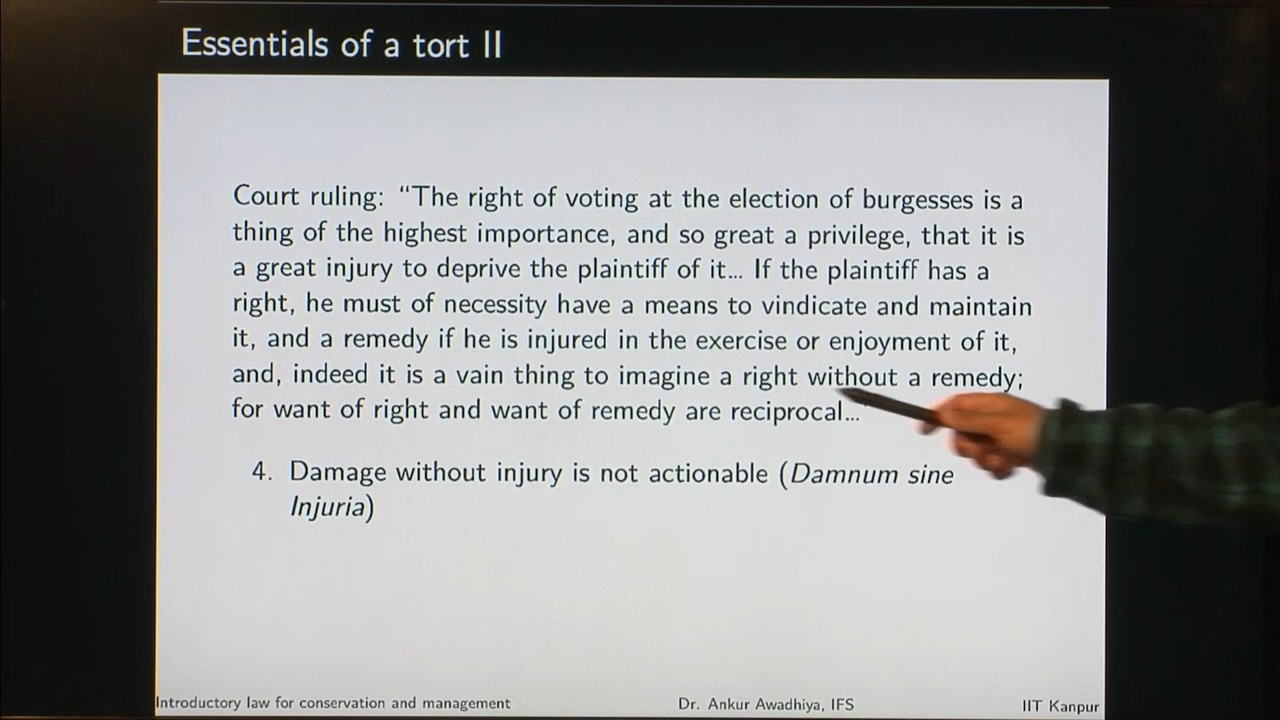 Essentials of a tort II
Court ruling: “The right of voting at the election of burgesses is a
thing of the highest importance, and so great a privilege, that it is
a great injury to deprive the plaintiff of it... If the plaintiff has a
right, he must of necessity have a means to vindicate and maintain
it, and a remedy if he is injured in the exercise or enjoyment of it,
and, indeed it is a vain thing to imagine a right without a remedy;
for want of right and want of remedy are reciprocal...
4. Damage without injury is not actionable (Damnum sine
Injuria)
Introductory law for conservation and management Dr. Ankur Awadhiya, IFS IIT Kanpur